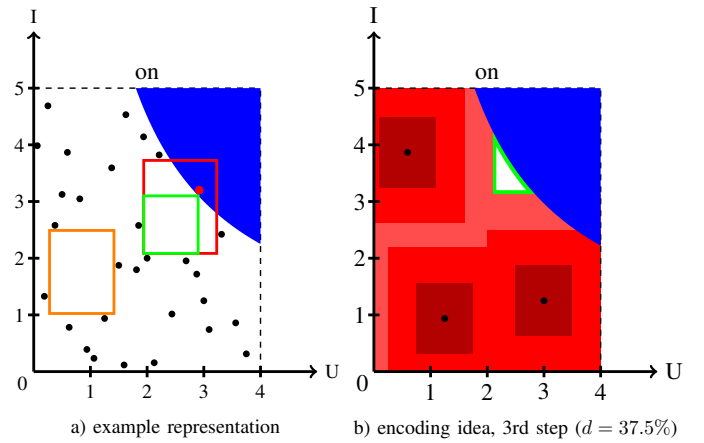 I
on
5
4
3
2
1
0
1 2 3 4
U
a) example representation
I
on
5
4
3
2
1
0
1 2 3 4
U
b) encoding idea, 3rd step (d = 37.5%)